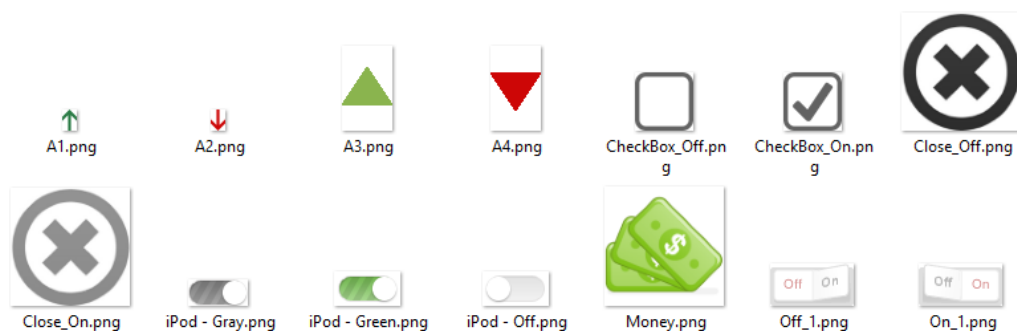 A1.png
A2.png
A3.png
A4.png
CheckBox_Off.pn
g
CheckBox_On.pn
g
Close_Off.png
$
Off On
Off On
Close_On.png
iPod - Gray.png
iPod - Green.png
iPod - Off.png
Money.png
Off_1.png
On_1.png